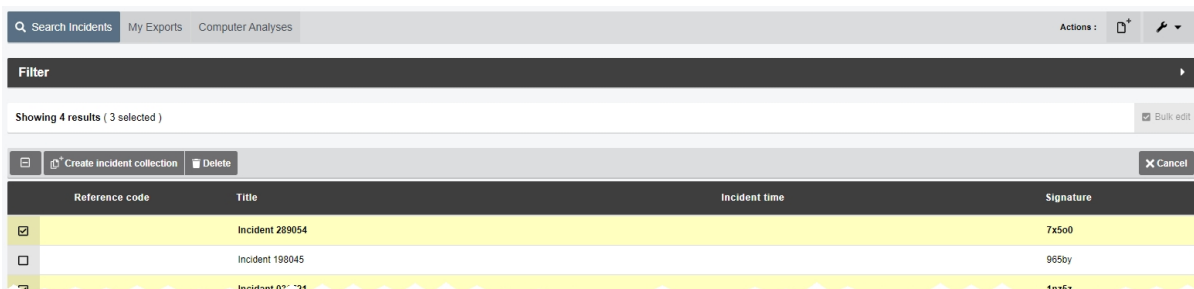 Search Incidents My Exports Computer Analyses Actions :
Filter
Showing 4 results ( 3 selected ) Bulk edit
Create incident collection Delete Cancel
Reference code Title Incident time Signature
Incident 289054 7x5o0
Incident 198045 965by